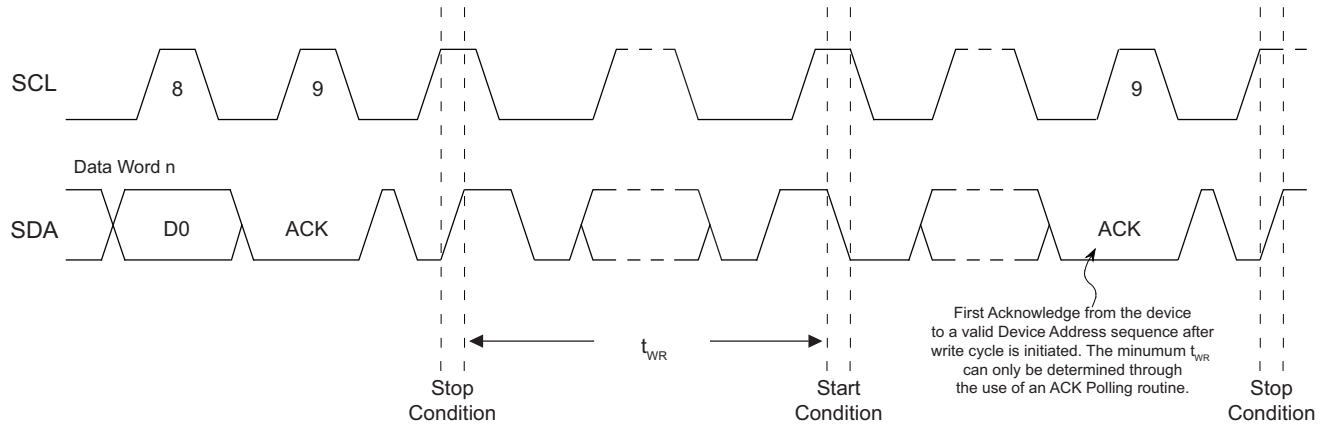 SCL
8
9
9
Data Word n
SDA
D0
ACK
ACK
First Acknowledge from the device
to a valid Device Address sequence after
write cycle is initiated. The minumum tWR
can only be determined through
the use of an ACK Polling routine.
tWR
Stop
Condition
Start
Condition
Stop
Condition